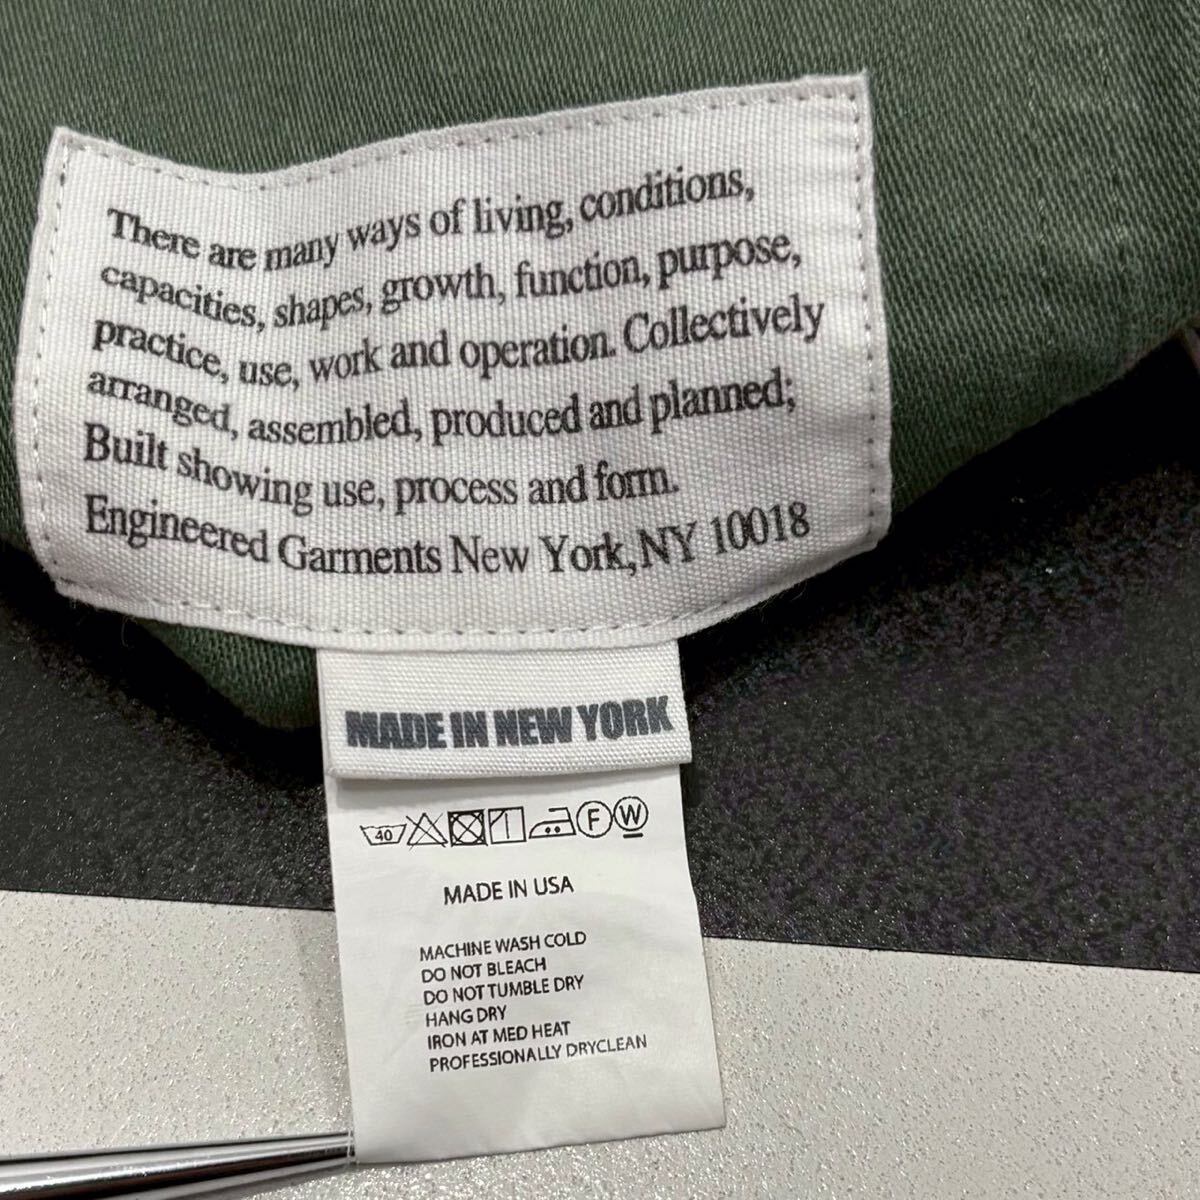 There are many ways of living, conditions,
capacities, shapes, growth, function, purpose,
practice, use, work and operation. Collectively
arranged, assembled, produced and planned;
Built showing use, process and form.
Engineered Garments New York, NY 10018
MADE IN NEW YORK
40 F W
MADE IN USA
MACHINE WASH COLD
DO NOT BLEACH
DO NOT TUMBLE DRY
HANG DRY
IRON AT MED HEAT
PROFESSIONALLY DRYCLEAN